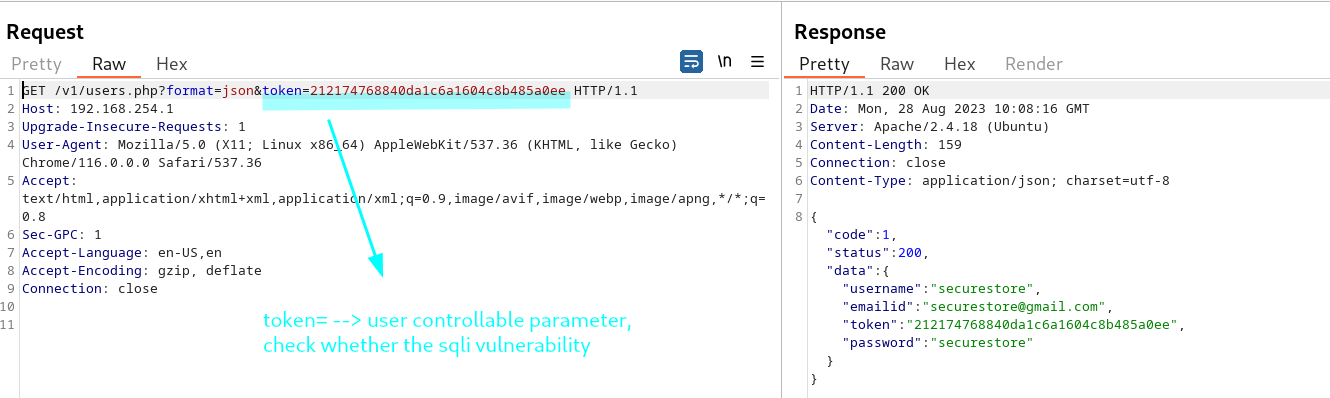 Request
Pretty Raw Hex
\n
1 GET /v1/users.php?format=json&token=212174768840da1c6a1604c8b485a0ee HTTP/1.1
2 Host: 192.168.254.1
3 Upgrade-Insecure-Requests: 1
4 User-Agent: Mozilla/5.0 (X11; Linux x86_64) AppleWebKit/537.36 (KHTML, like Gecko)
Chrome/116.0.0.0 Safari/537.36
5 Accept:
text/html,application/xhtml+xml,application/xml;q=0.9,image/avif,image/webp,image/apng,*/*;q=
0.8
6 Sec-GPC: 1
7 Accept-Language: en-US,en
8 Accept-Encoding: gzip, deflate
9 Connection: close
10
11
token= --> user controllable parameter,
check whether the sqli vulnerability
Response
Pretty Raw Hex Render
1 HTTP/1.1 200 OK
2 Date: Mon, 28 Aug 2023 10:08:16 GMT
3 Server: Apache/2.4.18 (Ubuntu)
4 Content-Length: 159
5 Connection: close
6 Content-Type: application/json; charset=utf-8
7
8 {
"code":1,
"status":200,
"data":{
"username":"securestore",
"emailid":"securestore@gmail.com",
"token":"212174768840da1c6a1604c8b485a0ee",
"password":"securestore"
}
}